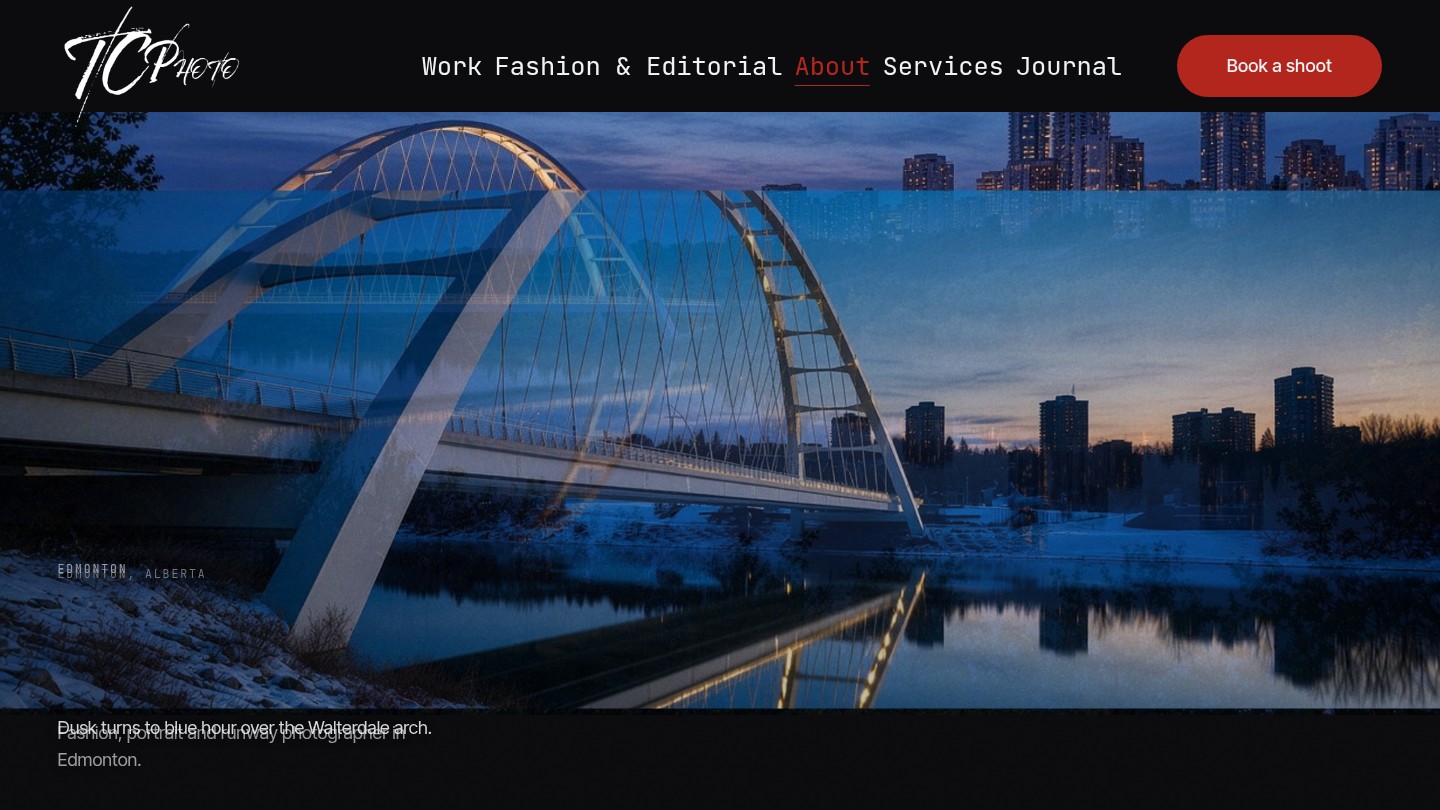 TCPHOTO
Work Fashion & Editorial About Services Journal
Book a shoot
EDMONTON
EDMONTON, ALBERTA
Dusk turns to blue hour over the Walterdale arch.
Fashion, portrait and runway photographer in
Edmonton.